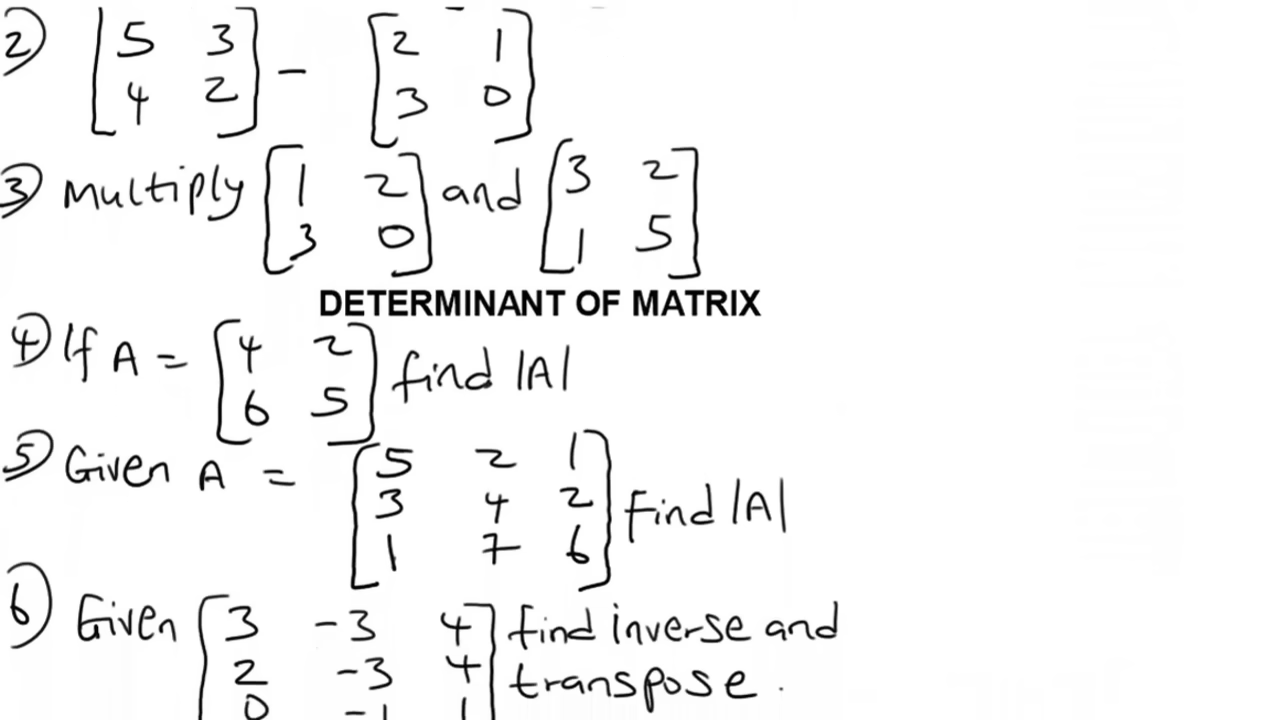 2) [5 3] - [2 1]
[4 2] [3 0]
3) Multiply [1 2] and [3 2]
[3 0] [1 5]
DETERMINANT OF MATRIX
4) If A = [4 2] find |A|
[6 5]
5) Given A = [5 2 1]
[3 4 2] Find |A|
[1 7 6]
6) Given [3 -3 4] find inverse and
[2 -3 4] transpose.
[0 -1 1]